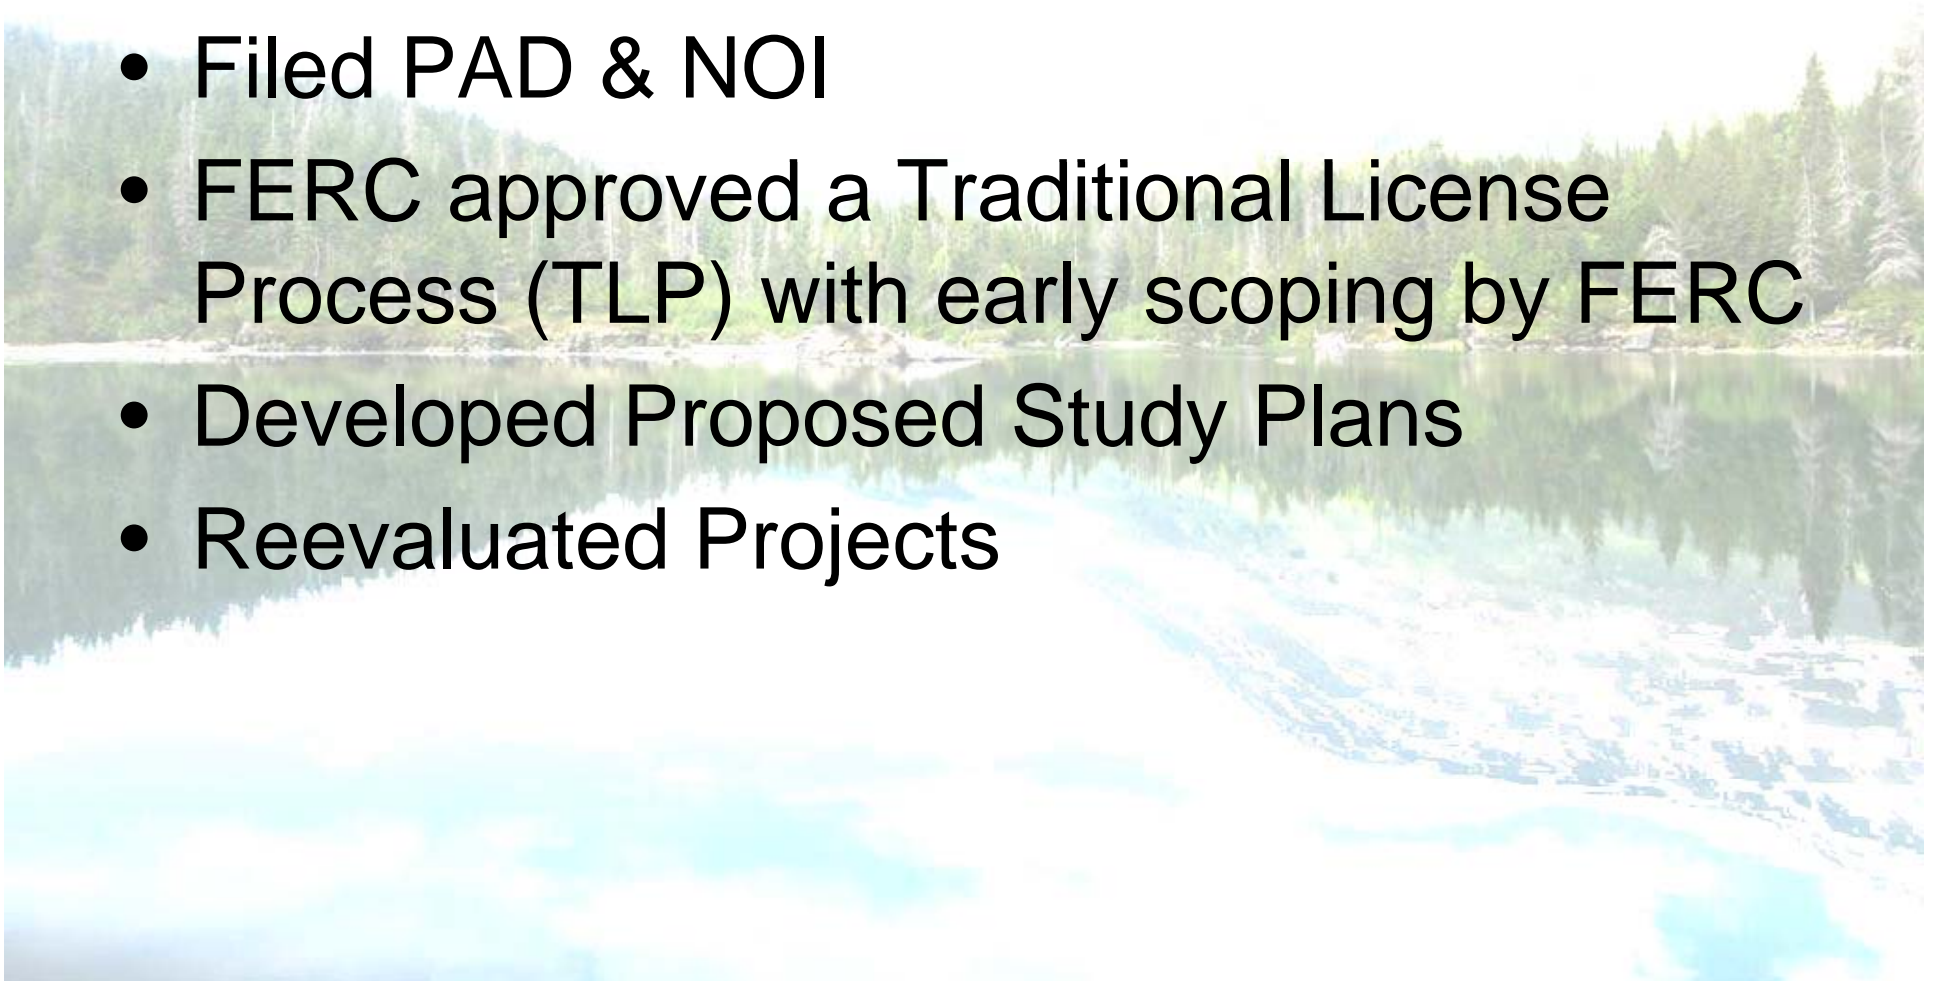 • Filed PAD & NOI
• FERC approved a Traditional License
Process (TLP) with early scoping by FERC
• Developed Proposed Study Plans
• Reevaluated Projects